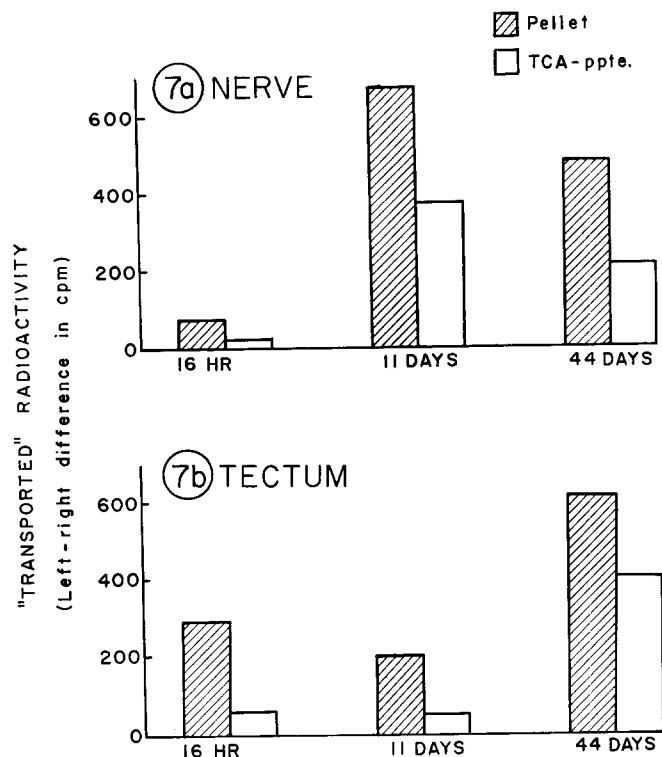 Pellet
TCA-ppte.
7a NERVE
600
400
200
0
16 HR 11 DAYS 44 DAYS
"TRANSPORTED" RADIOACTIVITY
(Left-right difference in cpm)
7b TECTUM
600
400
200
0
16 HR 11 DAYS 44 DAYS